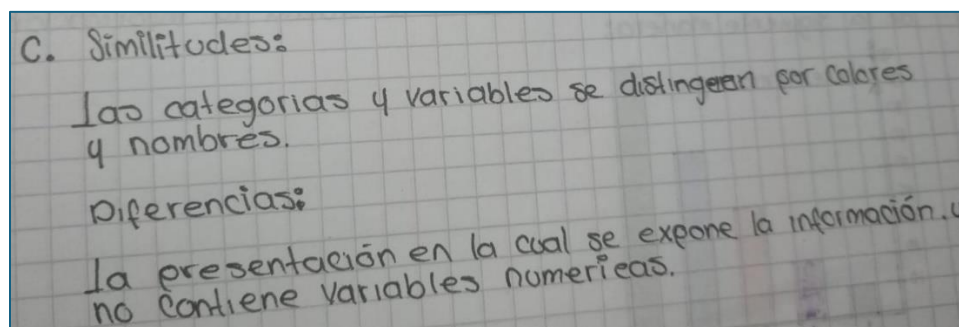 C. Similitudes:
las categorias y variables se distingeen por colores
y nombres.
Diferencias:
la presentación en la cual se expone la información.
no contiene variables numericas.